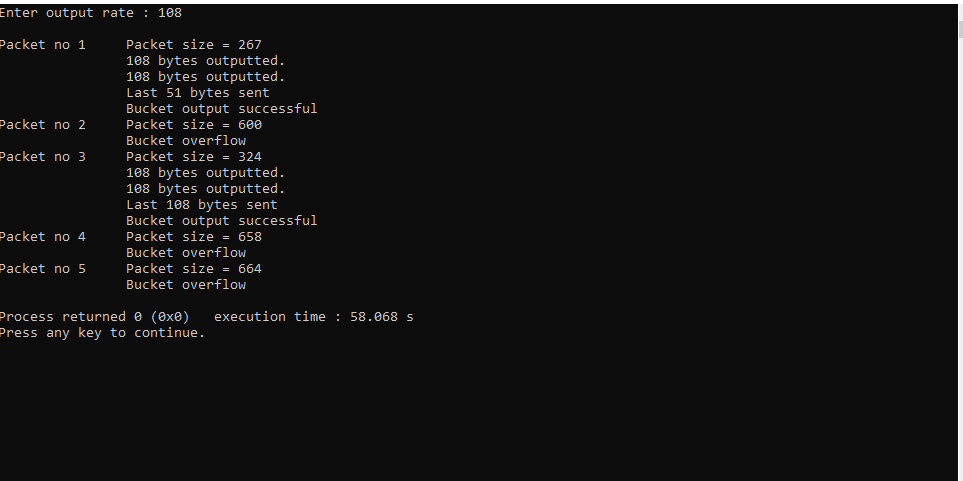 Enter output rate : 108
Packet no 1     Packet size = 267
                108 bytes outputted.
                108 bytes outputted.
                Last 51 bytes sent
                Bucket output successful
Packet no 2     Packet size = 600
                Bucket overflow
Packet no 3     Packet size = 324
                108 bytes outputted.
                108 bytes outputted.
                Last 108 bytes sent
                Bucket output successful
Packet no 4     Packet size = 658
                Bucket overflow
Packet no 5     Packet size = 664
                Bucket overflow
Process returned 0 (0x0)   execution time : 58.068 s
Press any key to continue.